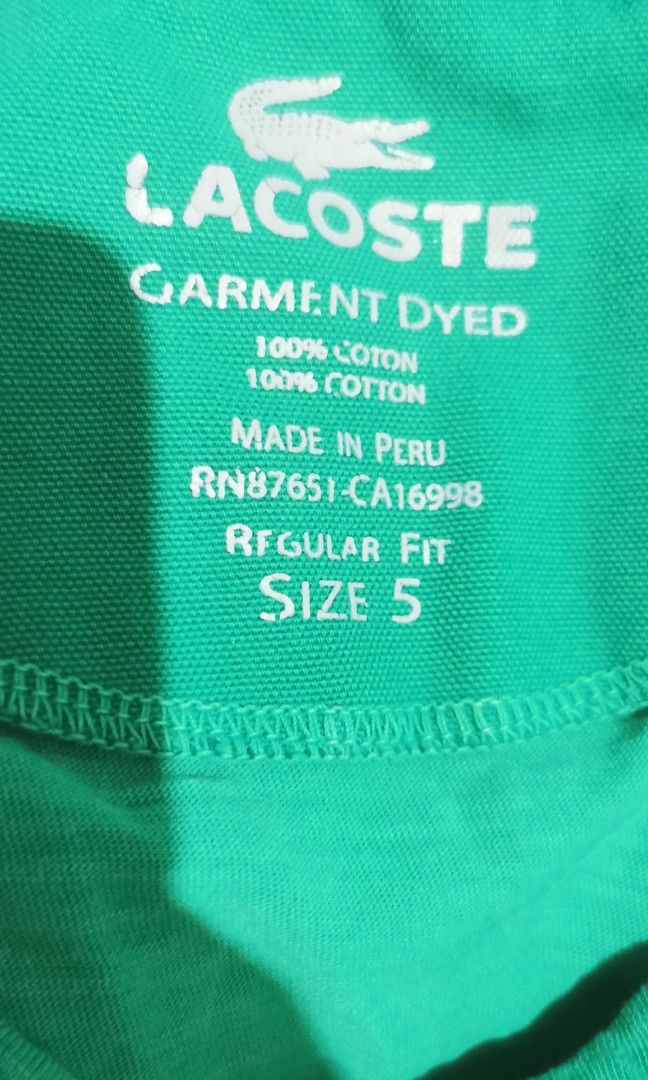 LACOSTE
GARMENT DYED
100% COTON
100% COTTON
MADE IN PERU
RN87651-CA16998
REGULAR FIT
SIZE 5